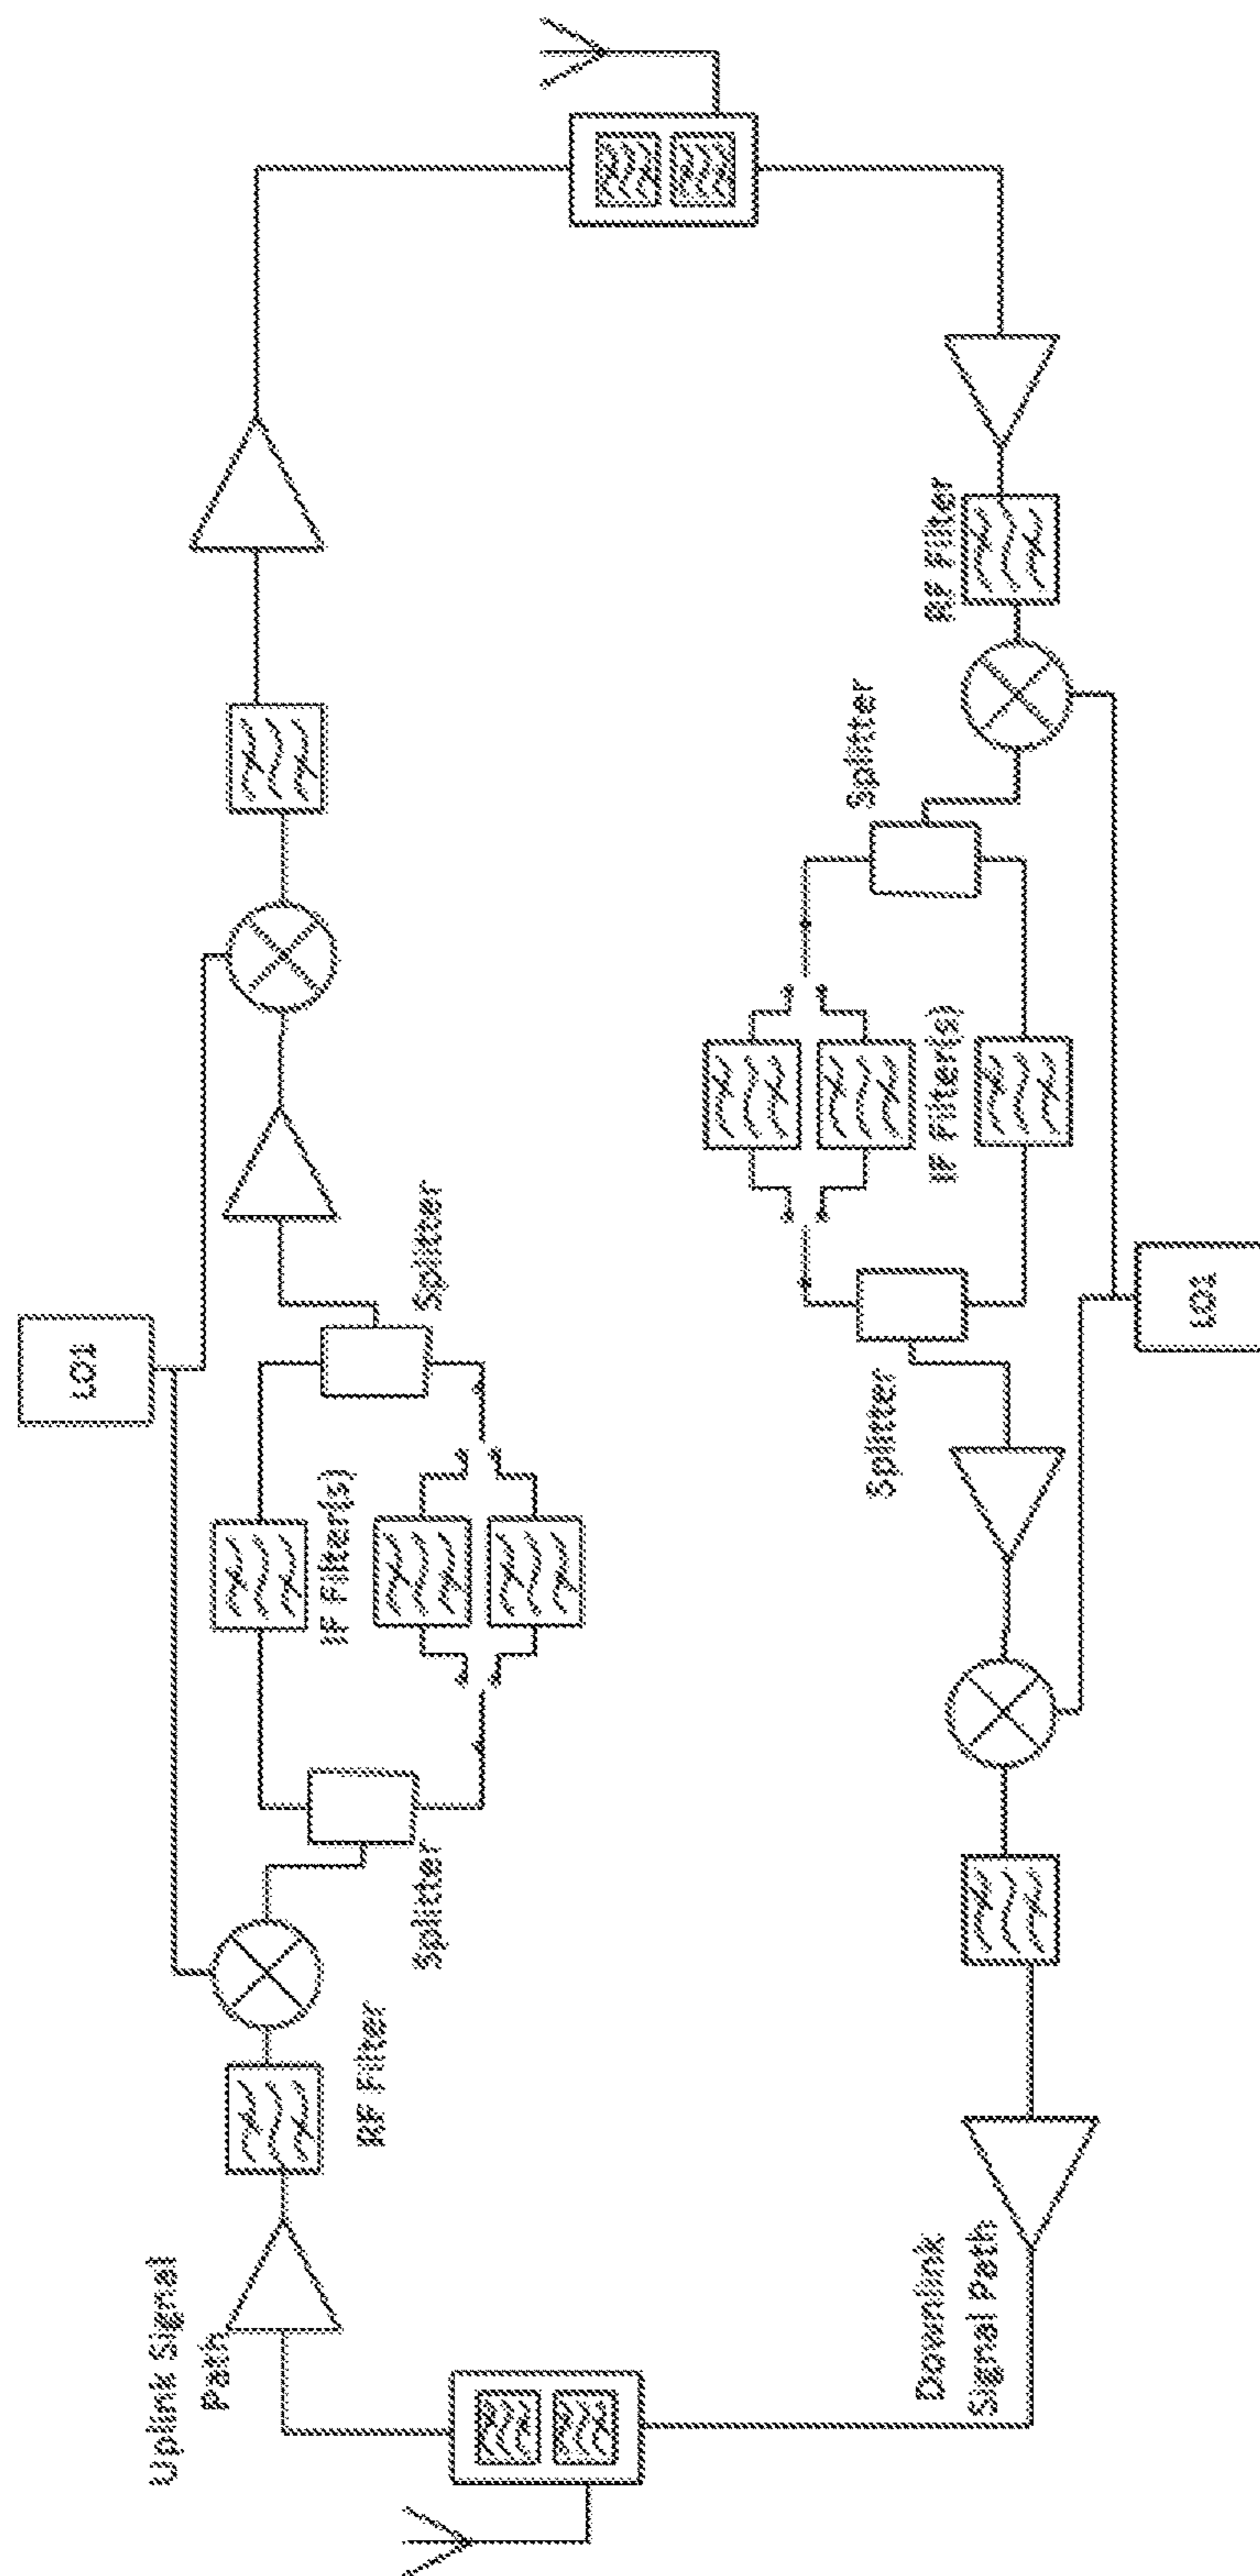 Uplink Signal
Path
RF Filter
Splitter
IF Filter(s)
LO1
Splitter
Downlink
Signal Path
Splitter
LO1
IF Filter(s)
Splitter
RF Filter